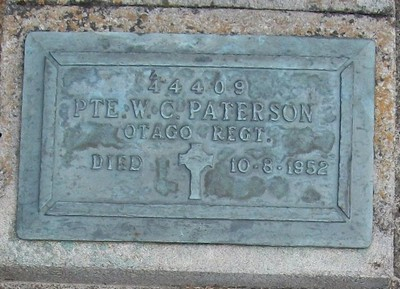 44409
PTE. W. C. PATERSON
OTAGO REGT.
DIED 10-8-1952